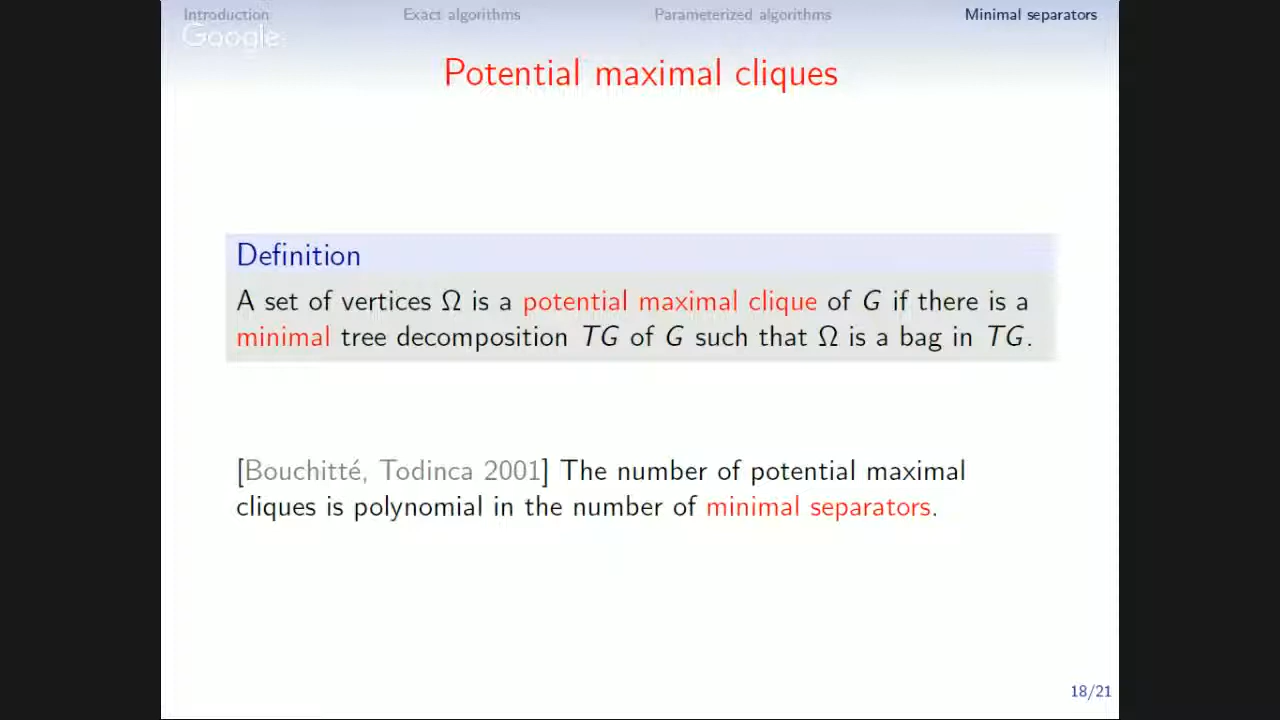 Introduction Exact algorithms Parameterized algorithms Minimal separators
Google
Potential maximal cliques
Definition
A set of vertices Ω is a potential maximal clique of G if there is a
minimal tree decomposition TG of G such that Ω is a bag in TG.
[Bouchitté, Todinca 2001] The number of potential maximal
cliques is polynomial in the number of minimal separators.
18/21